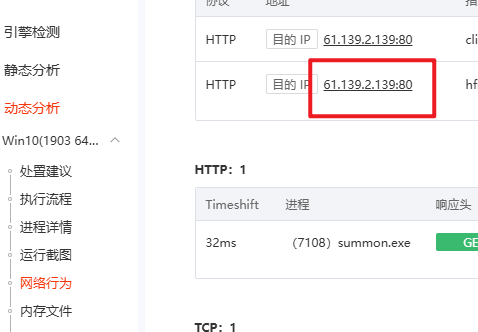 协议 地址 指
引擎检测
HTTP 目的 IP 61.139.2.139:80 cli
静态分析
HTTP 目的 IP 61.139.2.139:80 hf
动态分析
Win10(1903 64...
处置建议
HTTP: 1
执行流程
Timeshift 进程 响应头
进程详情
32ms (7108) summon.exe GE
运行截图
网络行为
内存文件
TCP: 1